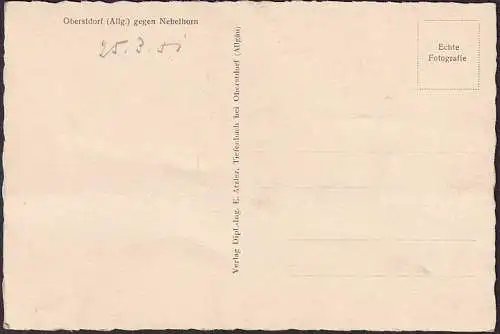 Oberstdorf (Allg.) gegen Nebelhorn
25.3.51
Verlag Dipl.-Ing. E. Atzler, Tiefenbach bei Oberstdorf (Allgäu)
Echte
Fotografie